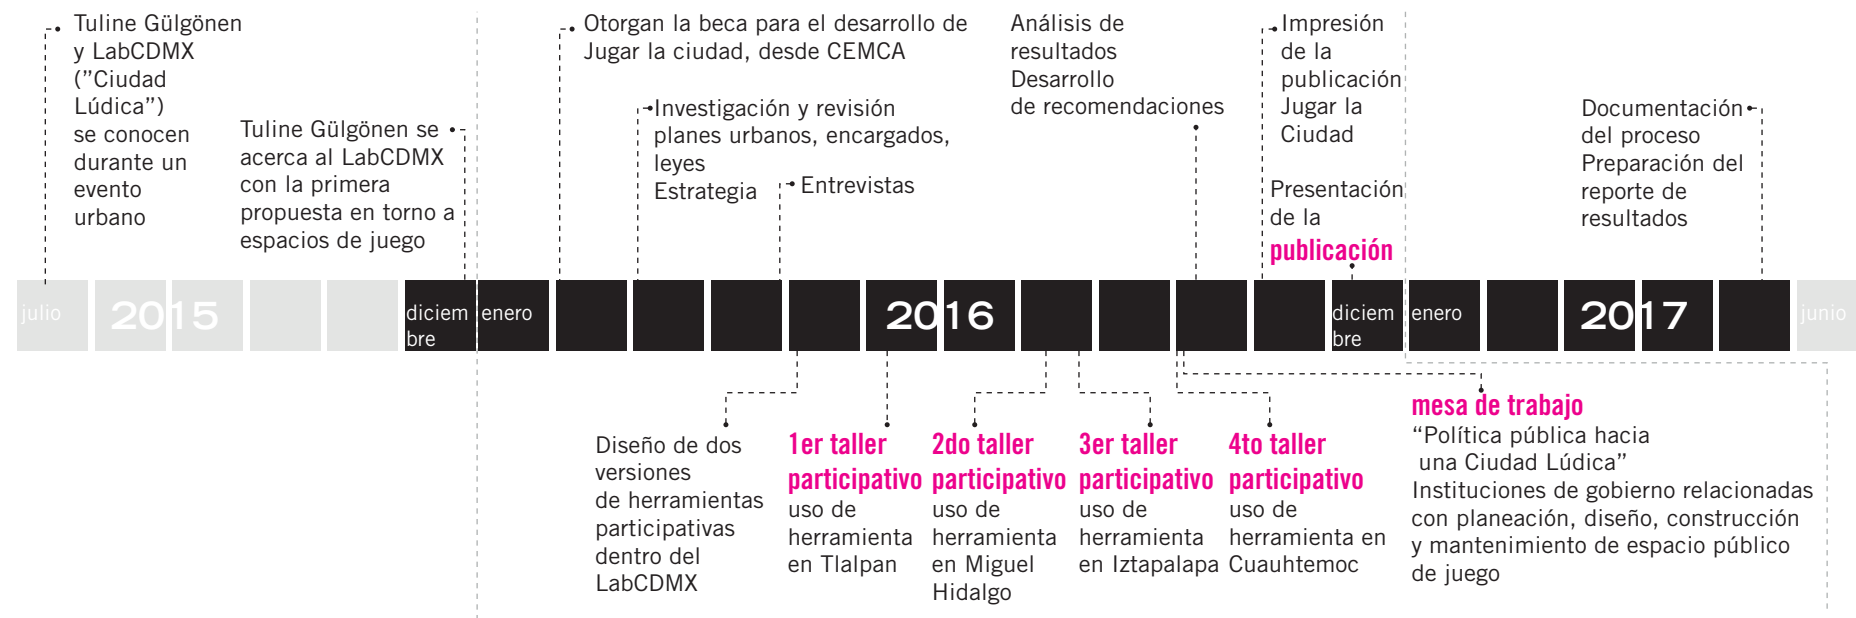 Tuline Gülgönen
y LabCDMX
("Ciudad
Lúdica")
se conocen
durante un
evento
urbano
Tuline Gülgönen se
acerca al LabCDMX
con la primera
propuesta en torno a
espacios de juego
Otorgan la beca para el desarrollo de
Jugar la ciudad, desde CEMCA
Investigación y revisión
planes urbanos, encargados,
leyes
Estrategia
Entrevistas
Análisis de
resultados
Desarrollo
de recomendaciones
Impresión
de la
publicación
Jugar la
Ciudad
Presentación
de la
publicación
Documentación
del proceso
Preparación del
reporte de
resultados
julio
2015
diciem
bre
enero
2016
diciem
bre
enero
2017
junio
Diseño de dos
versiones
de herramientas
participativas
dentro del
LabCDMX
1er taller
participativo
uso de
herramienta
en Tlalpan
2do taller
participativo
uso de
herramienta
en Miguel
Hidalgo
3er taller
participativo
uso de
herramienta
en Iztapalapa
4to taller
participativo
uso de
herramienta en
Cuauhtemoc
mesa de trabajo
“Política pública hacia
una Ciudad Lúdica”
Instituciones de gobierno relacionadas
con planeación, diseño, construcción
y mantenimiento de espacio público
de juego